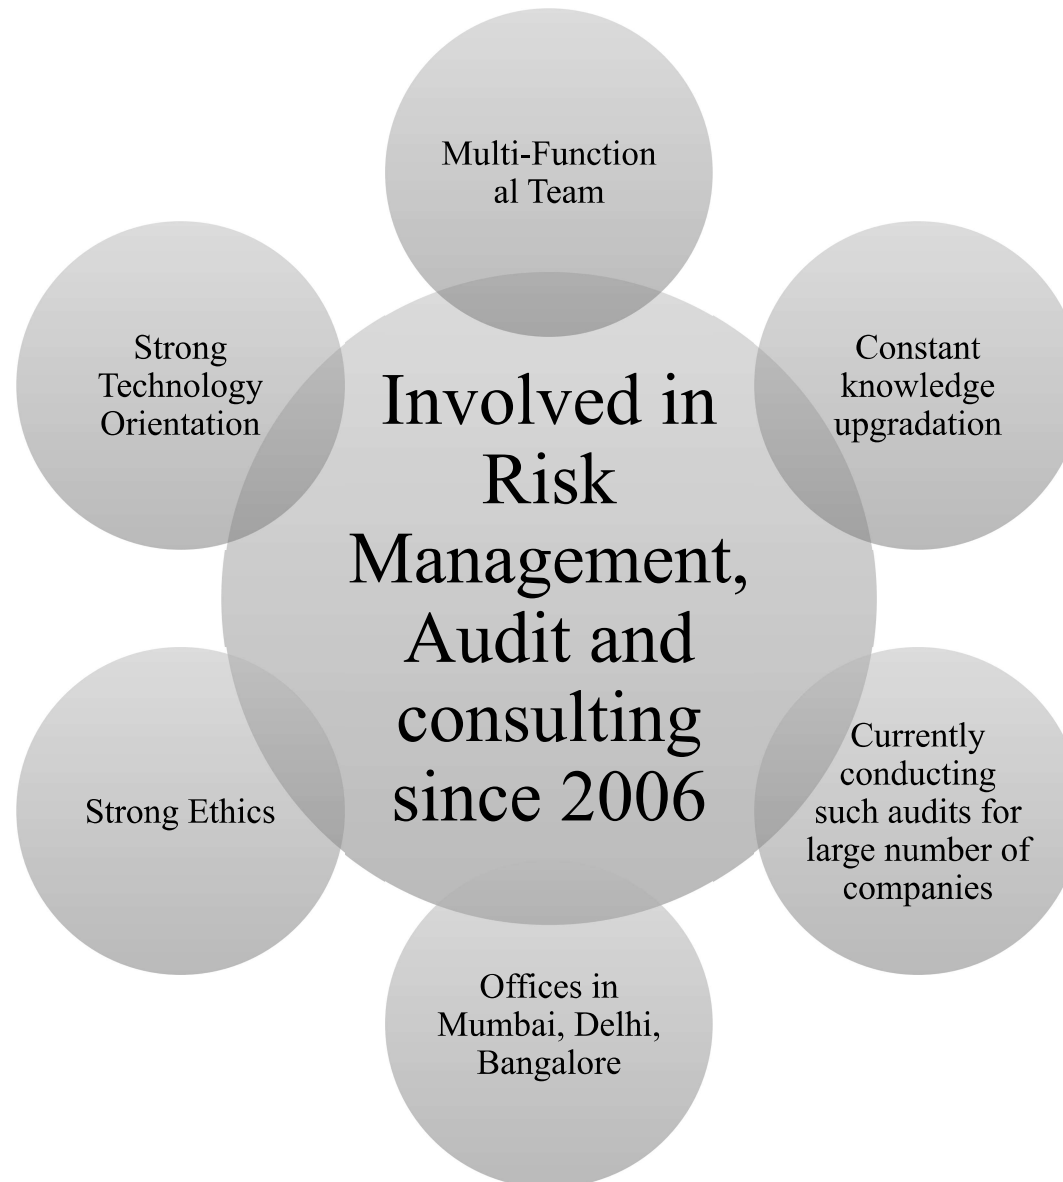 Multi-Function
al Team
Strong
Technology
Orientation
Constant
knowledge
upgradation
Involved in
Risk
Management,
Audit and
consulting
since 2006
Strong Ethics
Currently
conducting
such audits for
large number of
companies
Offices in
Mumbai, Delhi,
Bangalore